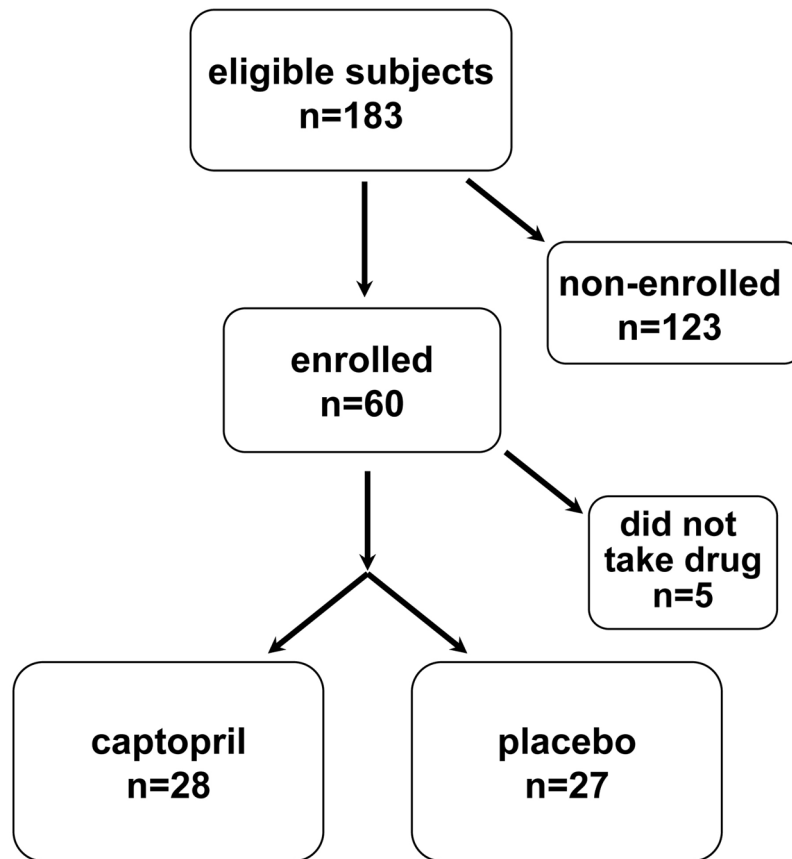 eligible subjects
n=183
non-enrolled
n=123
enrolled
n=60
did not
take drug
n=5
captopril
n=28
placebo
n=27